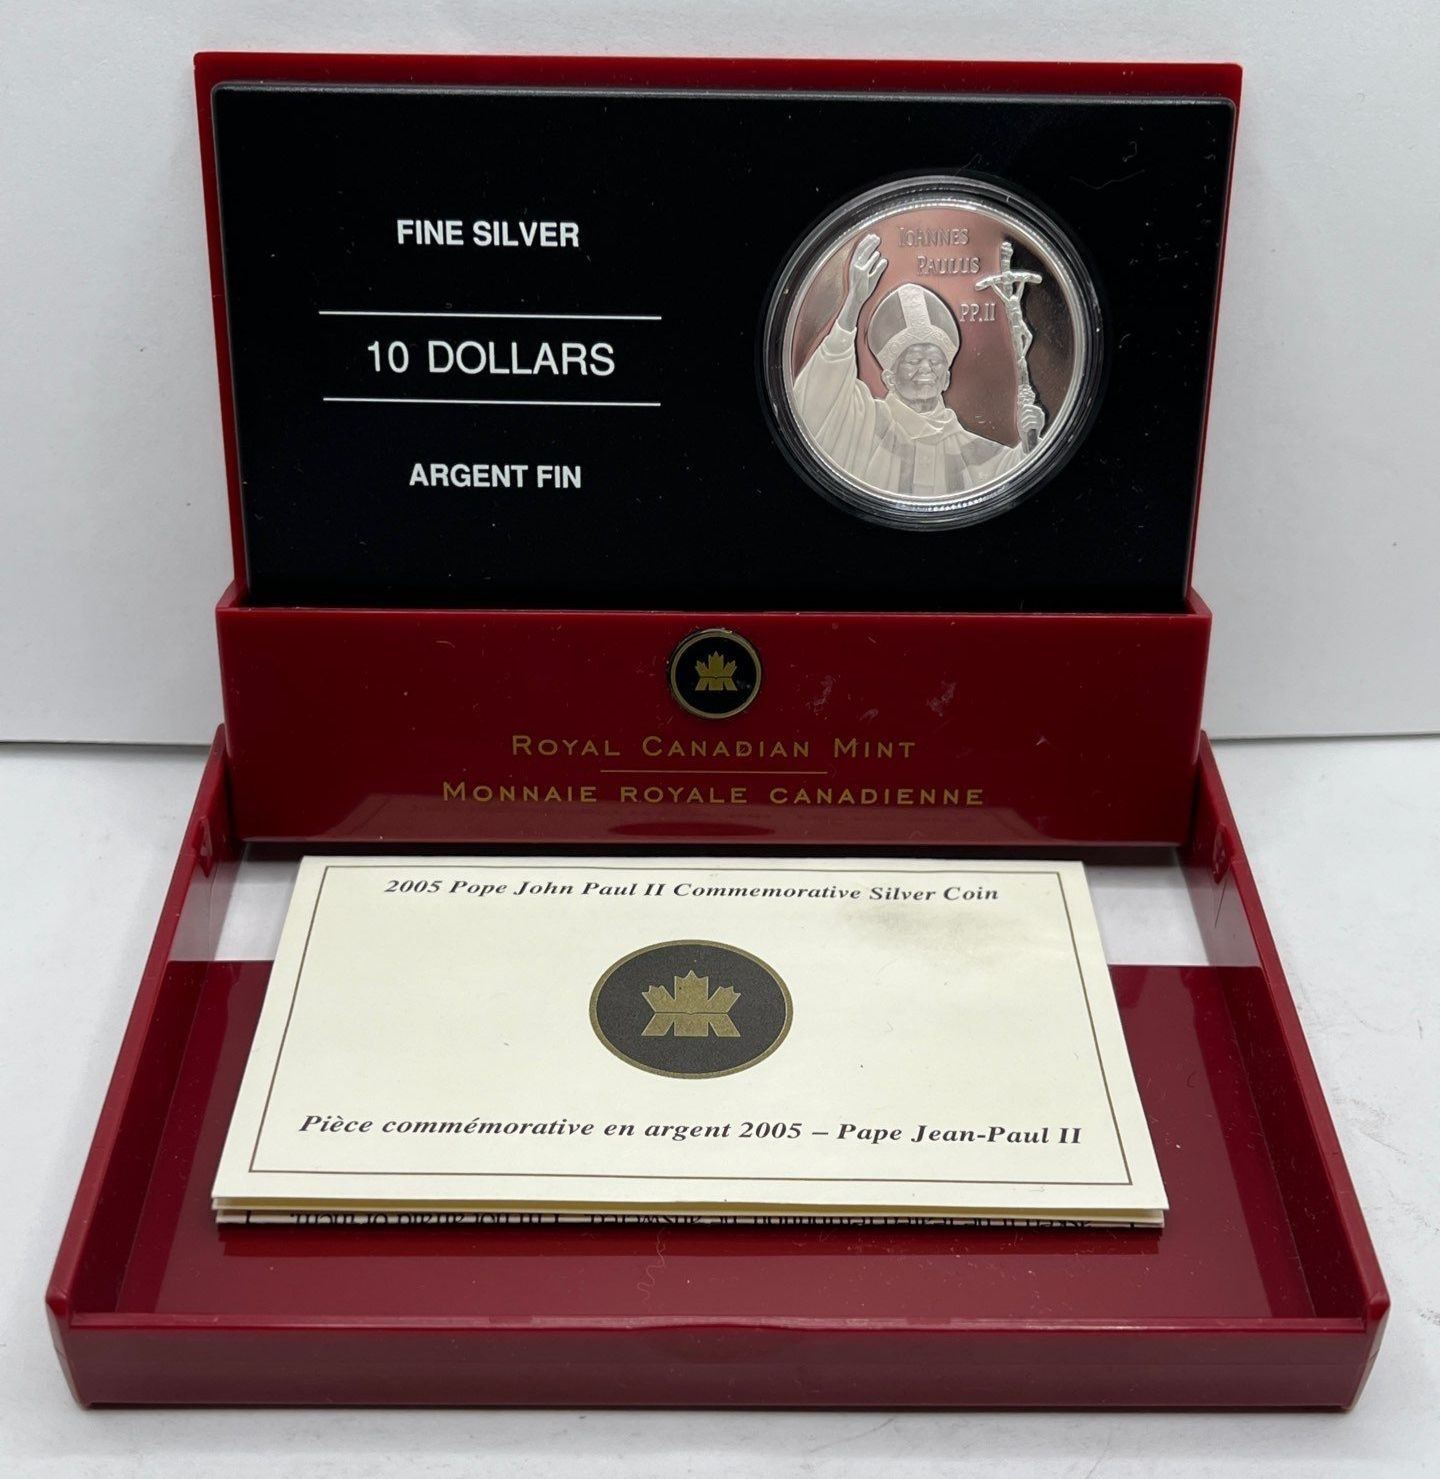 FINE SILVER
10 DOLLARS
ARGENT FIN
IOANNES
PAULUS
PP.II
ROYAL CANADIAN MINT
MONNAIE ROYALE CANADIENNE
2005 Pope John Paul II Commemorative Silver Coin
Pièce commémorative en argent 2005 – Pape Jean-Paul II